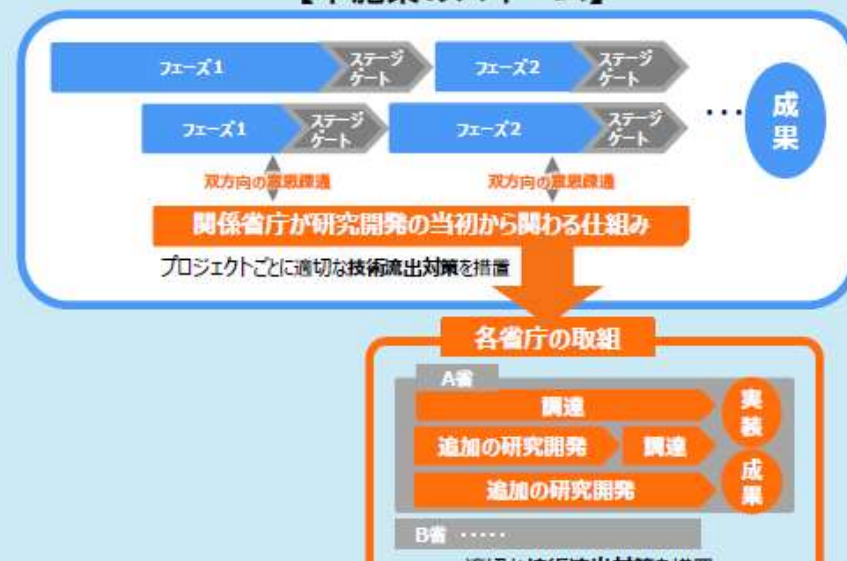 フェーズ1
ステージ
ゲート
フェーズ2
ステージ
ゲート
フェーズ1
ステージ
ゲート
フェーズ2
ステージ
ゲート
・・・
成果
双方向の意思疎通
双方向の意思疎通
関係省庁が研究開発の当初から関わる仕組み
プロジェクトごとに適切な技術流出対策を措置
各省庁の取組
A省
調達
実装
追加の研究開発
調達
追加の研究開発
成果
B省 ・・・・・